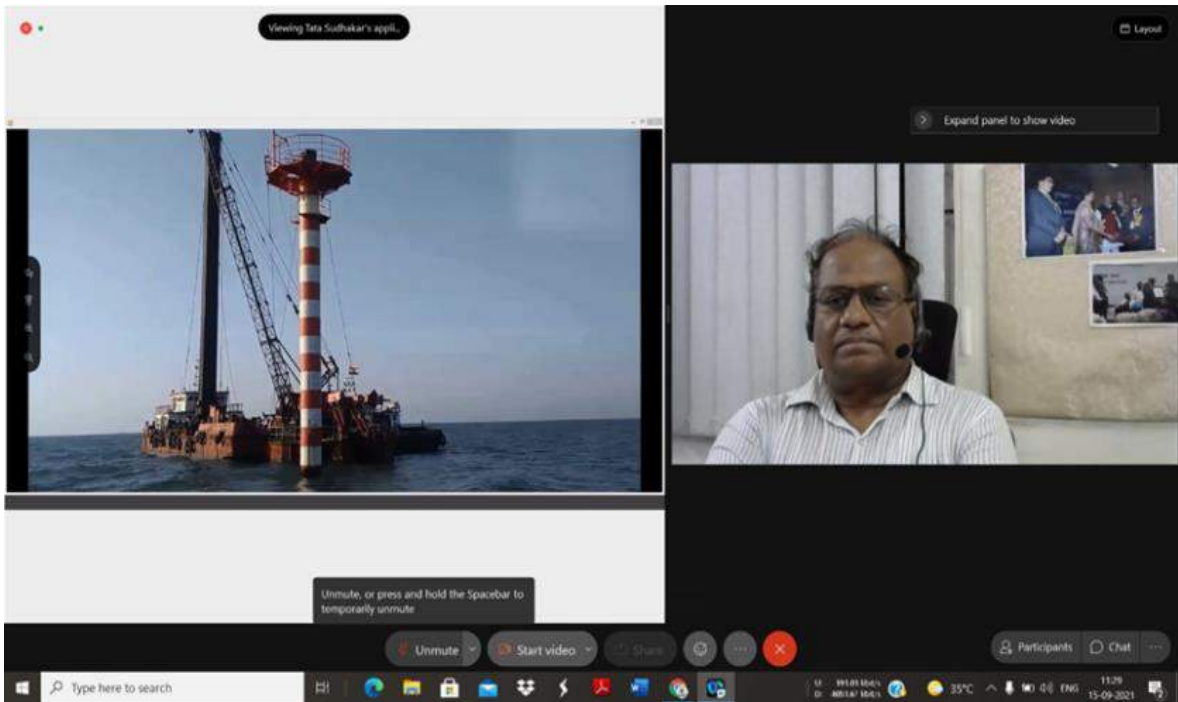 Viewing Tata Sudhakar's appli..
Layout
Expand panel to show video
Unmute, or press and hold the Spacebar to
temporarily unmute
Unmute
Start video
Share
Participants
Chat
Type here to search
U:
D:
35°C
ENG
11:29
15-09-2021
2